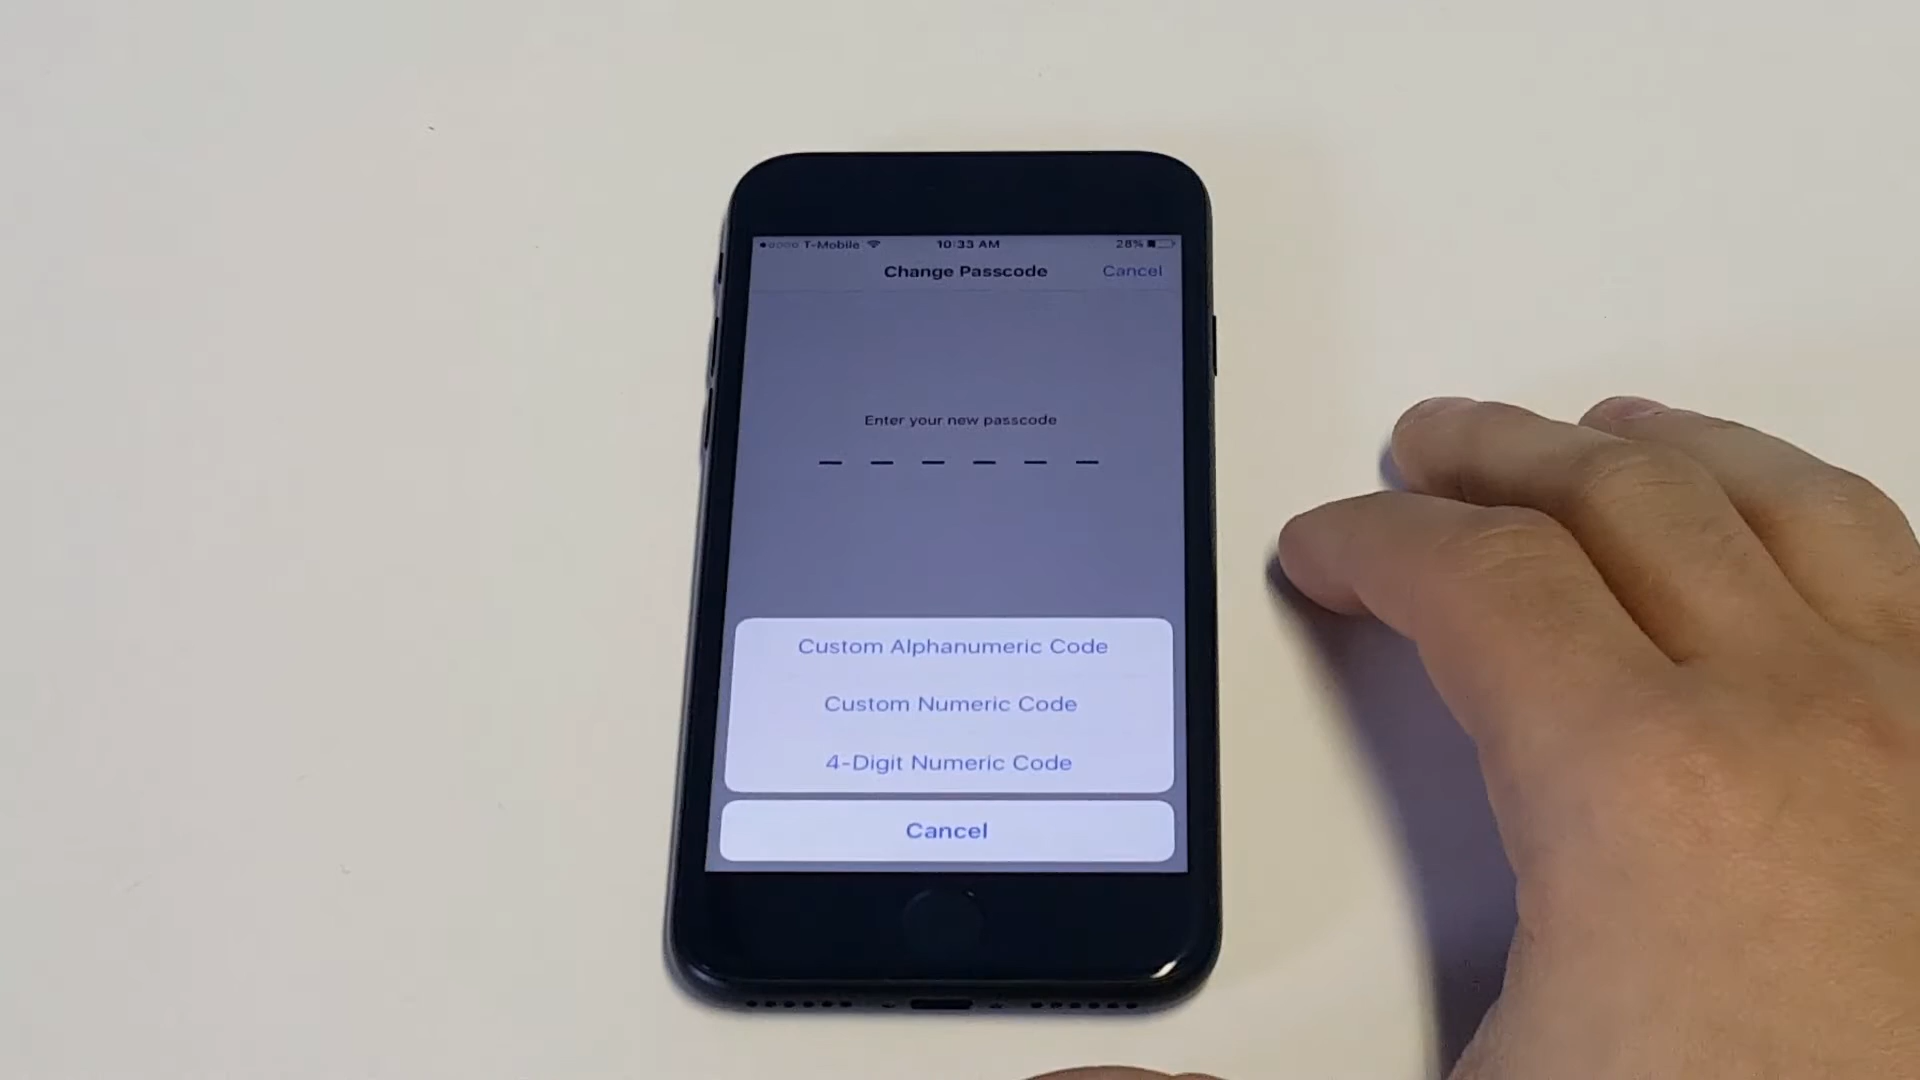 T-Mobile 10:33 AM 28%
Change Passcode Cancel
Enter your new passcode
Custom Alphanumeric Code
Custom Numeric Code
4-Digit Numeric Code
Cancel